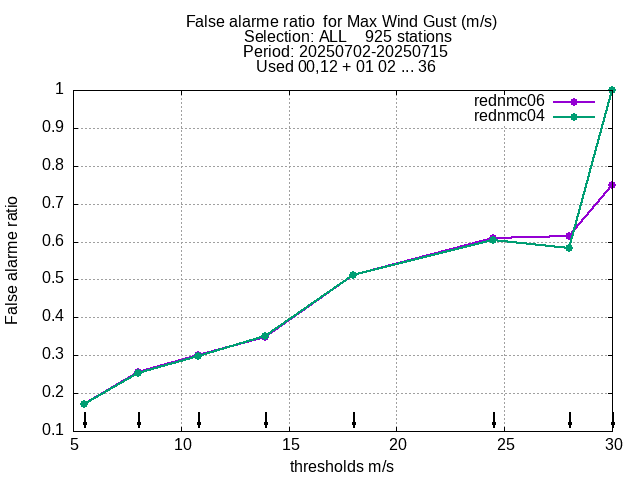 False alarme ratio  for Max Wind Gust (m/s)
Selection: ALL    925 stations
Period: 20250702-20250715
Used 00,12 + 01 02 ... 36
rednmc06
rednmc04
1
0.9
0.8
0.7
0.6
0.5
0.4
0.3
0.2
0.1
False alarme ratio
5 10 15 20 25 30
thresholds m/s